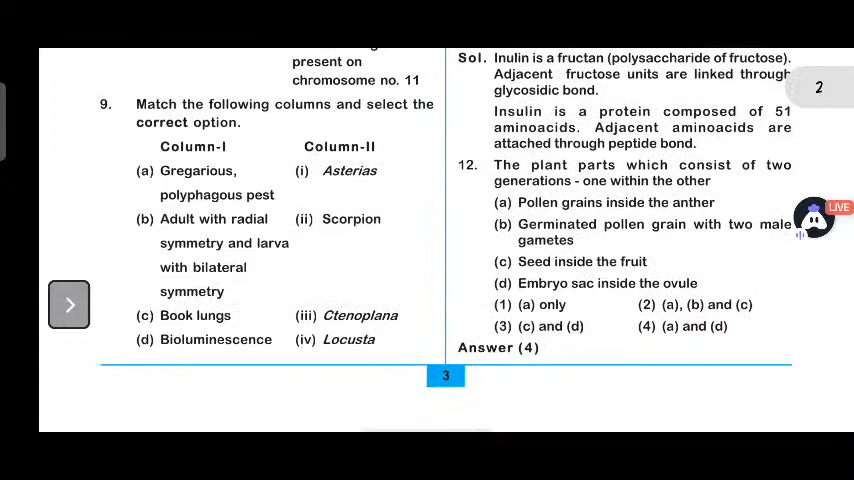 present on
chromosome no. 11
9. Match the following columns and select the
correct option.
Column-I Column-II
(a) Gregarious, (i) Asterias
polyphagous pest
(b) Adult with radial (ii) Scorpion
symmetry and larva
with bilateral
symmetry
(c) Book lungs (iii) Ctenoplana
(d) Bioluminescence (iv) Locusta
Sol. Inulin is a fructan (polysaccharide of fructose).
Adjacent fructose units are linked through
glycosidic bond.
Insulin is a protein composed of 51
aminoacids. Adjacent aminoacids are
attached through peptide bond.
12. The plant parts which consist of two
generations - one within the other
(a) Pollen grains inside the anther
(b) Germinated pollen grain with two male
gametes
(c) Seed inside the fruit
(d) Embryo sac inside the ovule
(1) (a) only (2) (a), (b) and (c)
(3) (c) and (d) (4) (a) and (d)
Answer (4)
3
2
LIVE